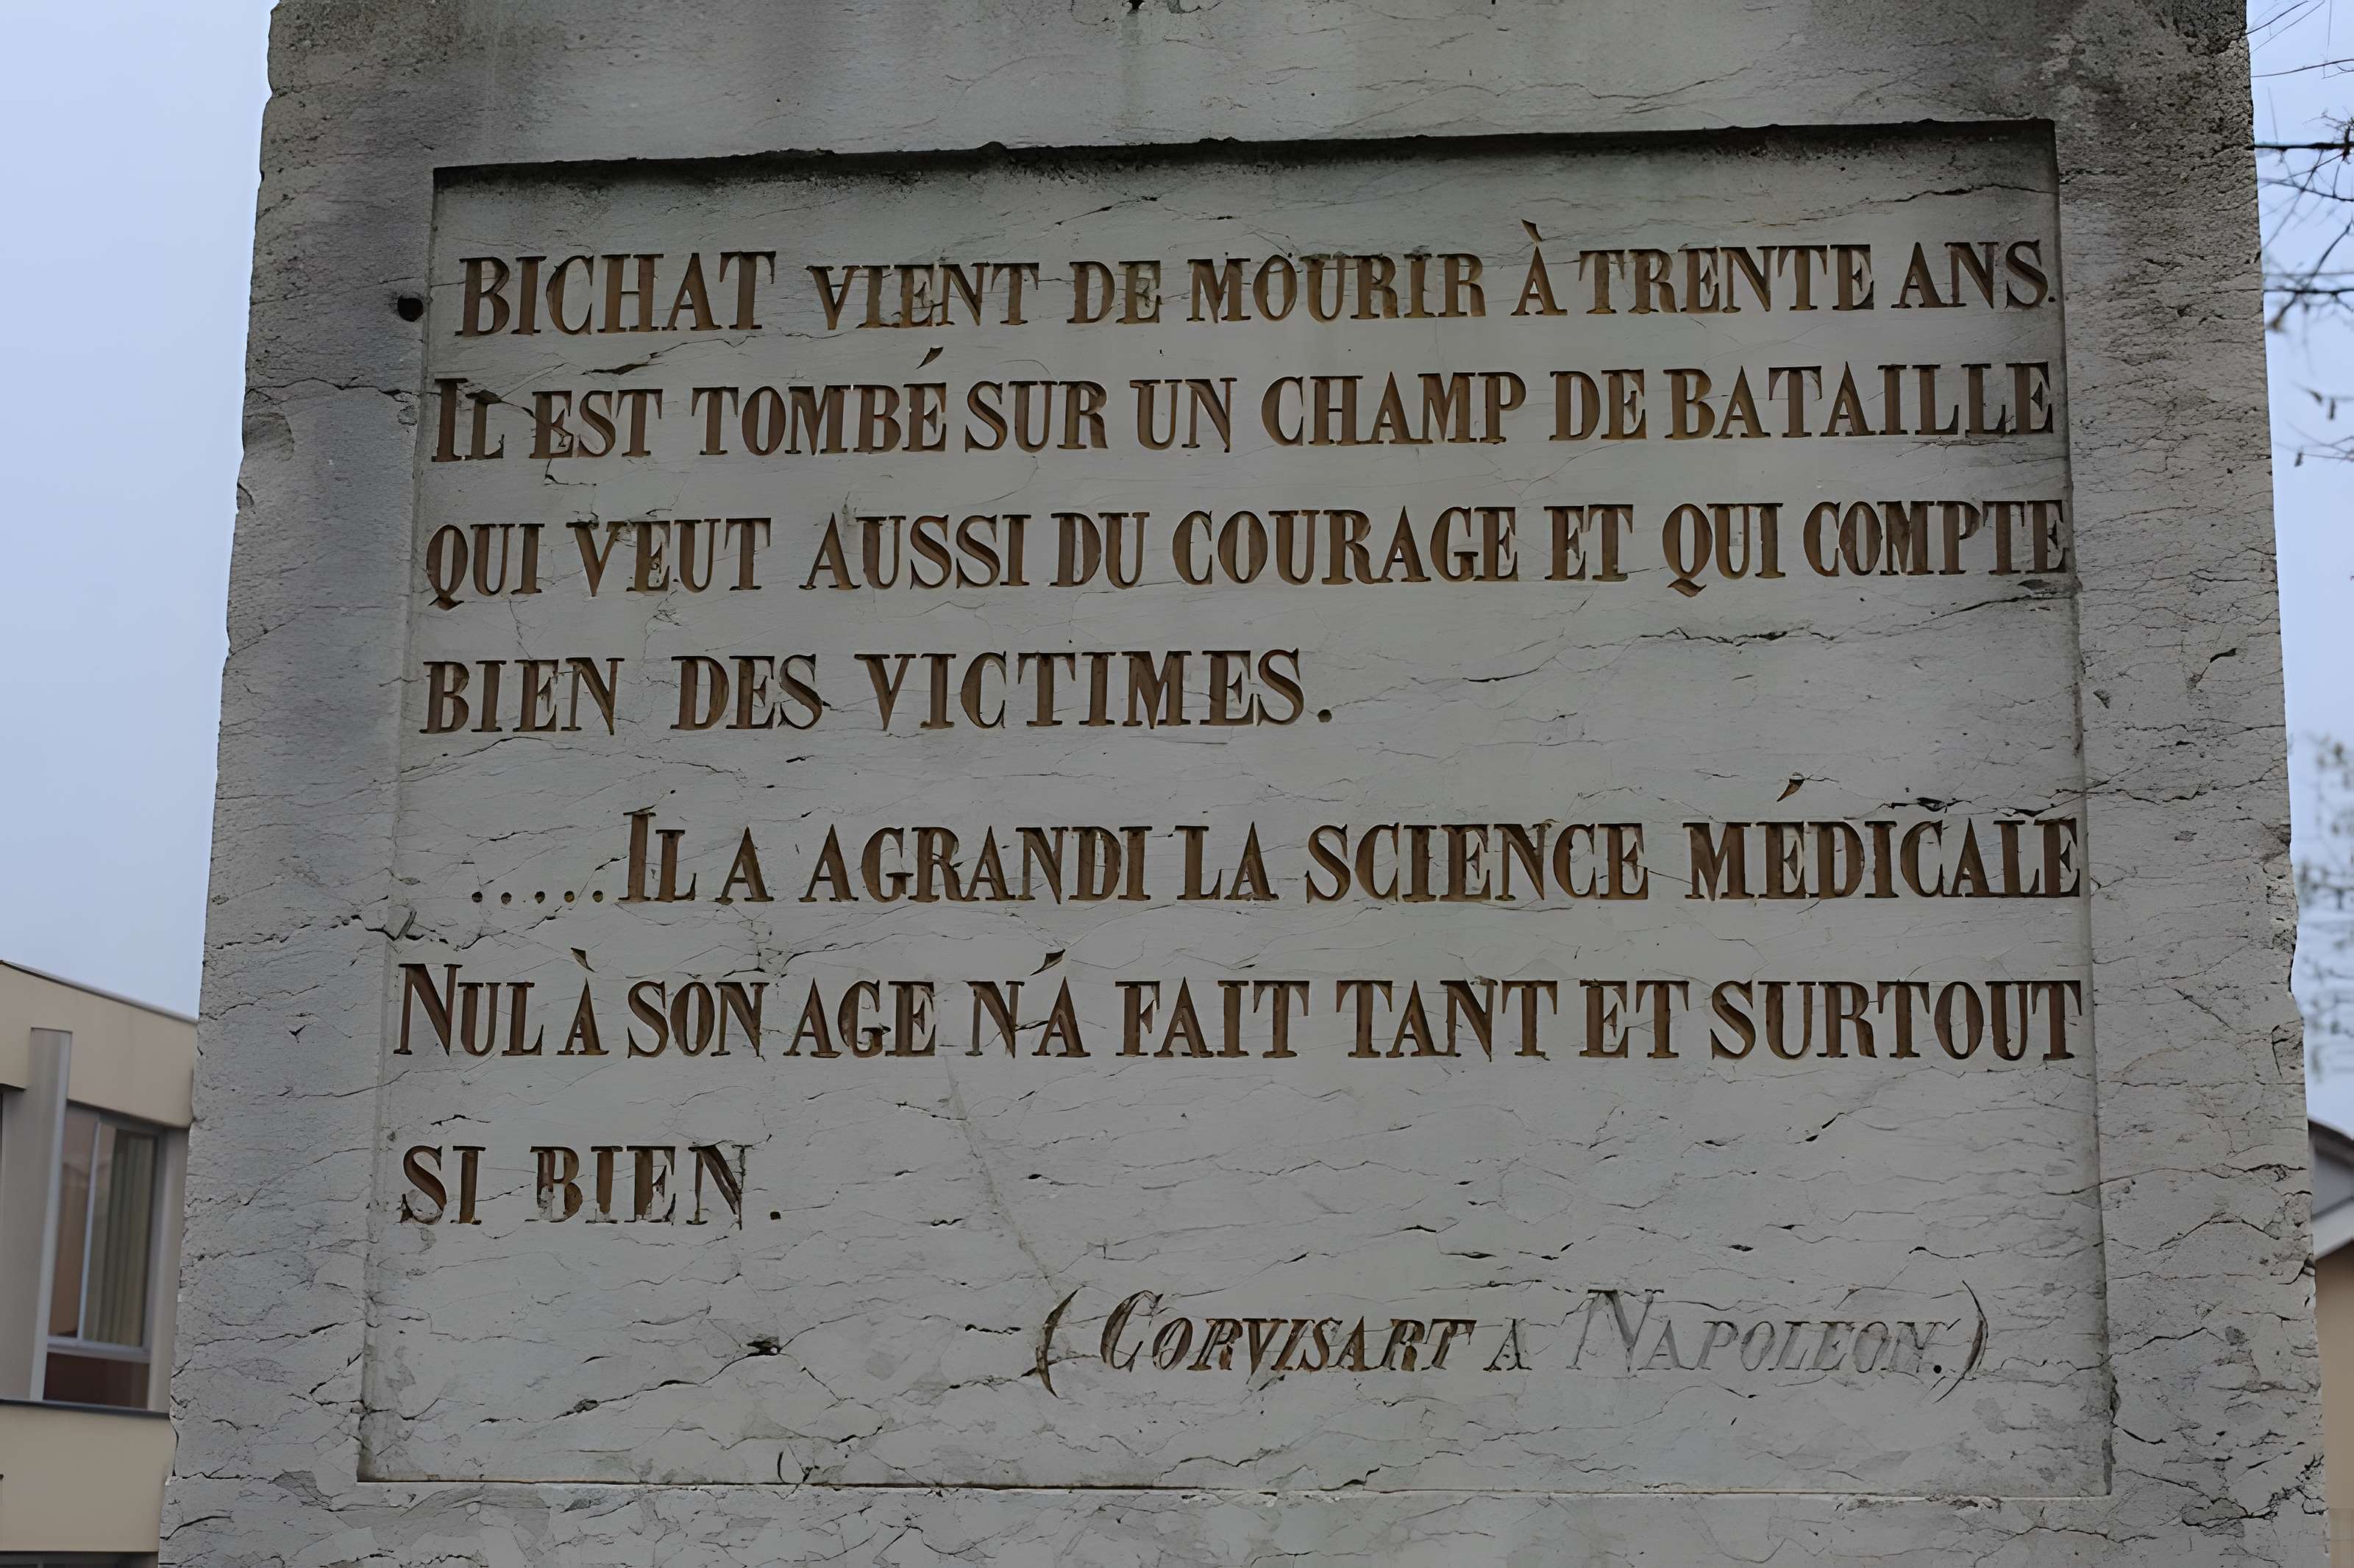 BICHAT VIENT DE MOURIR À TRENTE ANS.
IL EST TOMBÉ SUR UN CHAMP DE BATAILLE
QUI VEUT AUSSI DU COURAGE ET QUI COMPTE
BIEN DES VICTIMES.
.....IL A AGRANDI LA SCIENCE MÉDICALE
NUL À SON AGE N'A FAIT TANT ET SURTOUT
SI BIEN.
(CORVISART A NAPOLÉON.)